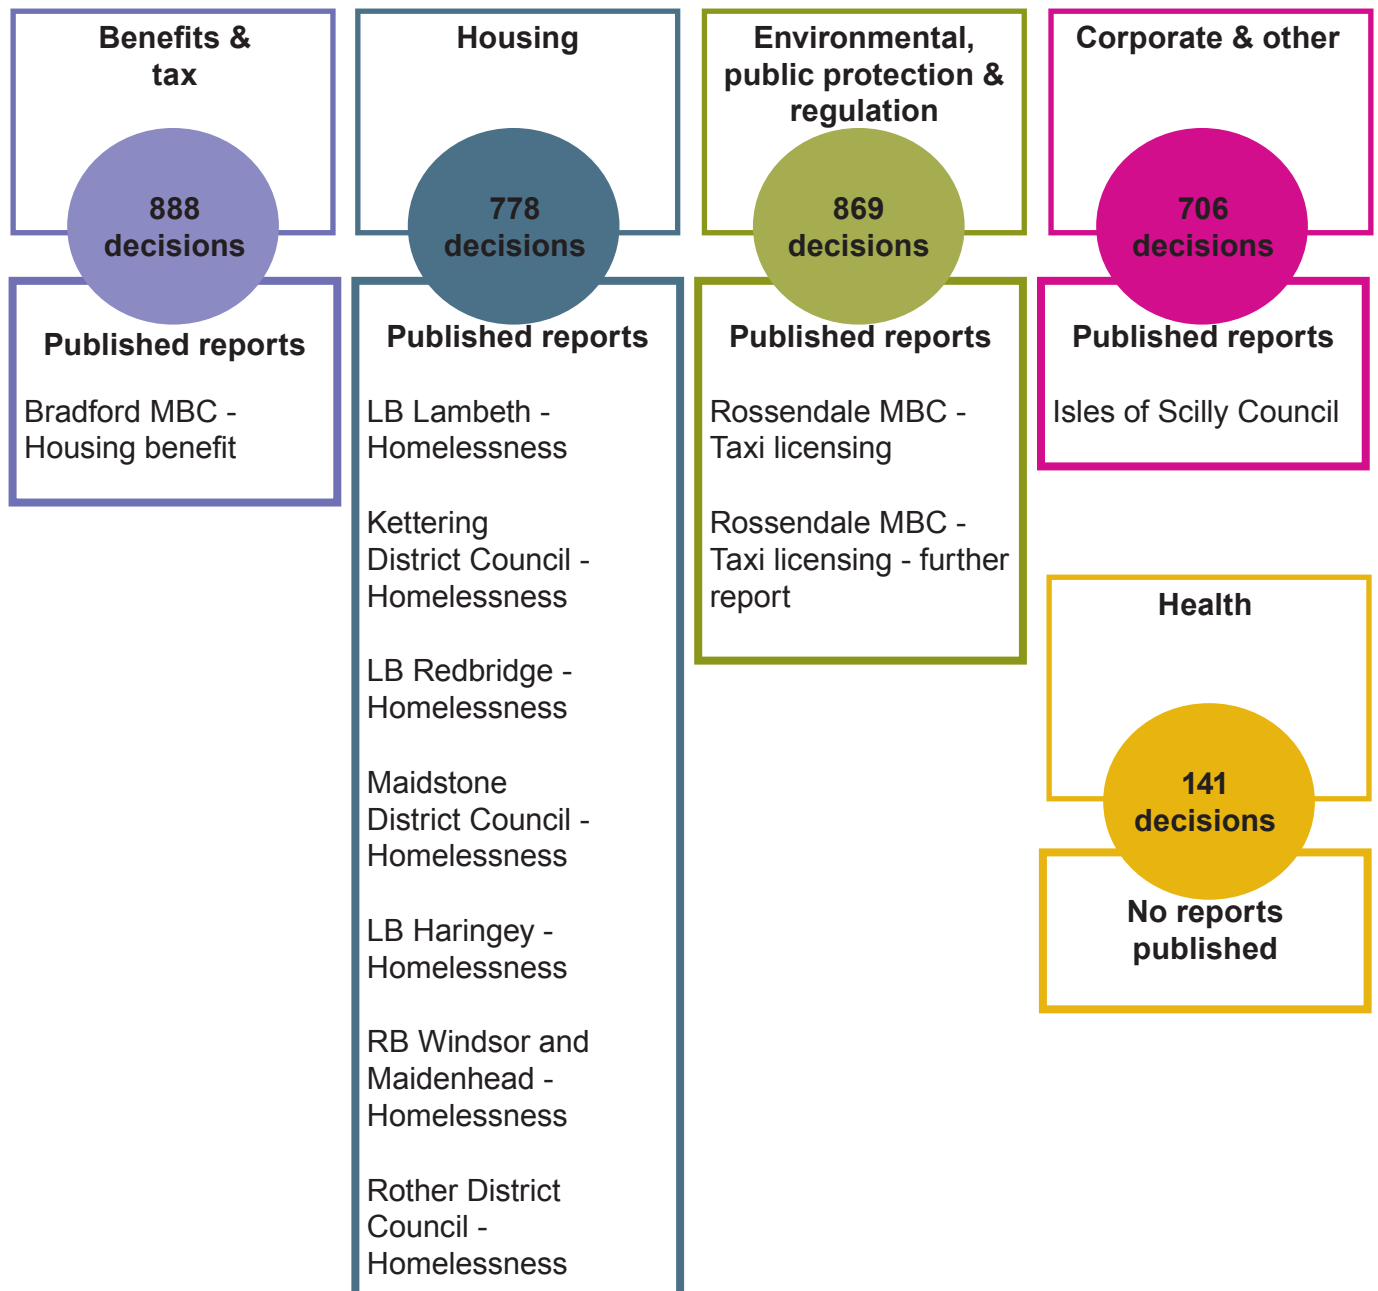 Benefits &
tax
888
decisions
Published reports
Bradford MBC -
Housing benefit
Housing
778
decisions
Published reports
LB Lambeth -
Homelessness
Kettering
District Council -
Homelessness
LB Redbridge -
Homelessness
Maidstone
District Council -
Homelessness
LB Haringey -
Homelessness
RB Windsor and
Maidenhead -
Homelessness
Rother District
Council -
Homelessness
Environmental,
public protection &
regulation
869
decisions
Published reports
Rossendale MBC -
Taxi licensing
Rossendale MBC -
Taxi licensing - further
report
Corporate & other
706
decisions
Published reports
Isles of Scilly Council
Health
141
decisions
No reports
published